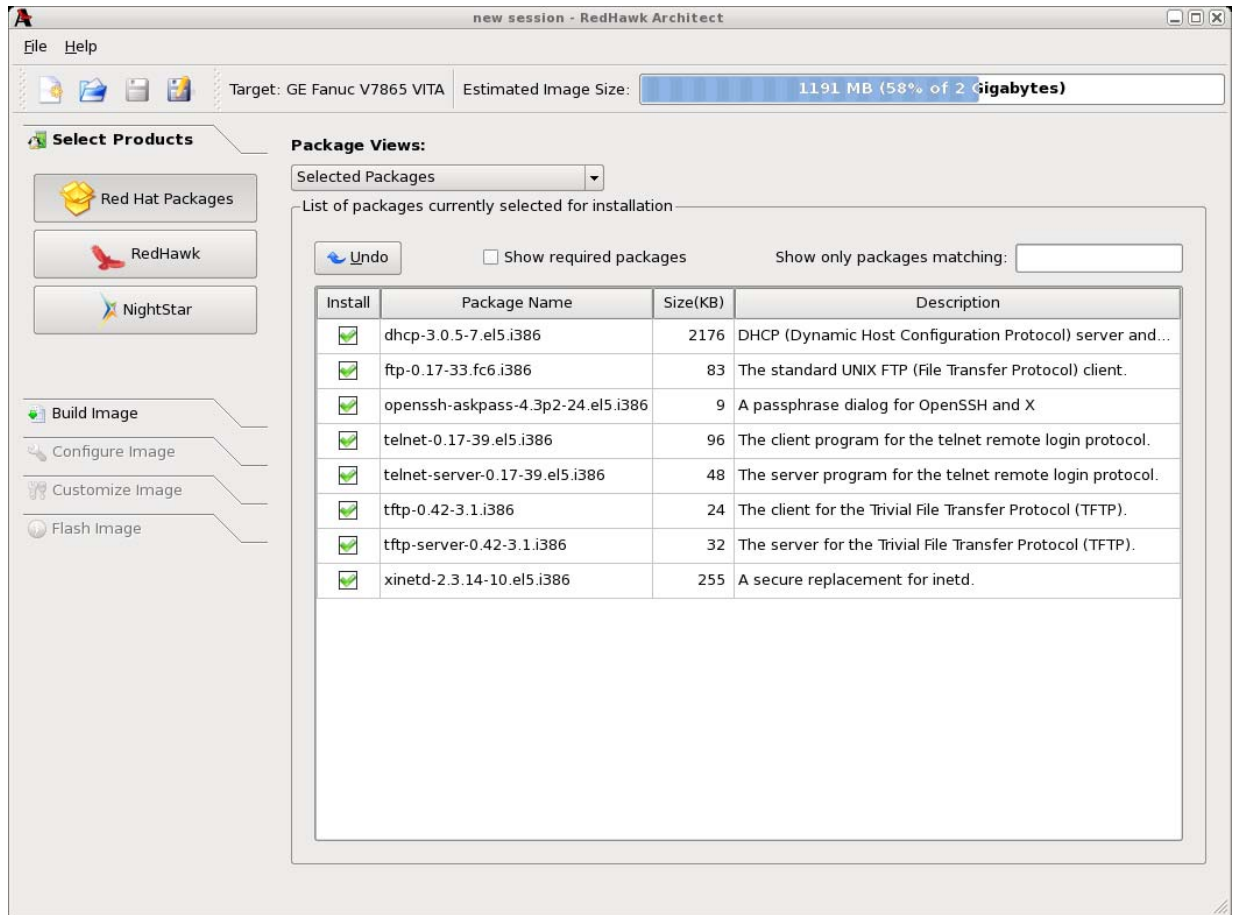 new session - RedHawk Architect
File Help
Target: GE Fanuc V7865 VITA Estimated Image Size: 1191 MB (58% of 2 Gigabytes)
Select Products
Red Hat Packages
RedHawk
NightStar
Build Image
Configure Image
Customize Image
Flash Image
Package Views:
Selected Packages
List of packages currently selected for installation
Undo Show required packages Show only packages matching:
Install Package Name Size(KB) Description
dhcp-3.0.5-7.el5.i386 2176 DHCP (Dynamic Host Configuration Protocol) server and...
ftp-0.17-33.fc6.i386 83 The standard UNIX FTP (File Transfer Protocol) client.
openssh-askpass-4.3p2-24.el5.i386 9 A passphrase dialog for OpenSSH and X
telnet-0.17-39.el5.i386 96 The client program for the telnet remote login protocol.
telnet-server-0.17-39.el5.i386 48 The server program for the telnet remote login protocol.
tftp-0.42-3.1.i386 24 The client for the Trivial File Transfer Protocol (TFTP).
tftp-server-0.42-3.1.i386 32 The server for the Trivial File Transfer Protocol (TFTP).
xinetd-2.3.14-10.el5.i386 255 A secure replacement for inetd.